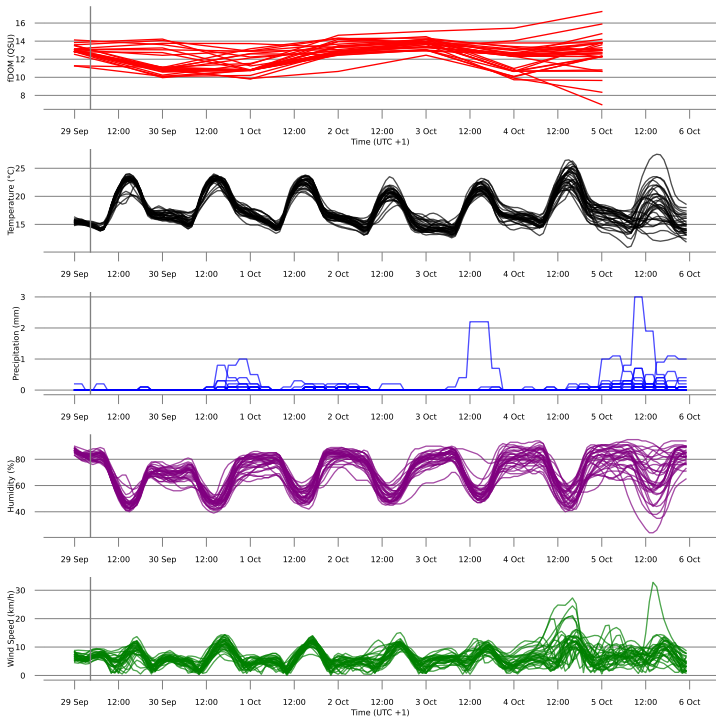 16
14
12
10
8
fDOM (QSU)
29 Sep 12:00 30 Sep 12:00 1 Oct 12:00 2 Oct 12:00 3 Oct 12:00 4 Oct 12:00 5 Oct 12:00 6 Oct
Time (UTC +1)
25
20
15
Temperature (°C)
29 Sep 12:00 30 Sep 12:00 1 Oct 12:00 2 Oct 12:00 3 Oct 12:00 4 Oct 12:00 5 Oct 12:00 6 Oct
3
2
1
0
Precipitation (mm)
29 Sep 12:00 30 Sep 12:00 1 Oct 12:00 2 Oct 12:00 3 Oct 12:00 4 Oct 12:00 5 Oct 12:00 6 Oct
80
60
40
Humidity (%)
29 Sep 12:00 30 Sep 12:00 1 Oct 12:00 2 Oct 12:00 3 Oct 12:00 4 Oct 12:00 5 Oct 12:00 6 Oct
30
20
10
0
Wind Speed (km/h)
29 Sep 12:00 30 Sep 12:00 1 Oct 12:00 2 Oct 12:00 3 Oct 12:00 4 Oct 12:00 5 Oct 12:00 6 Oct
Time (UTC +1)